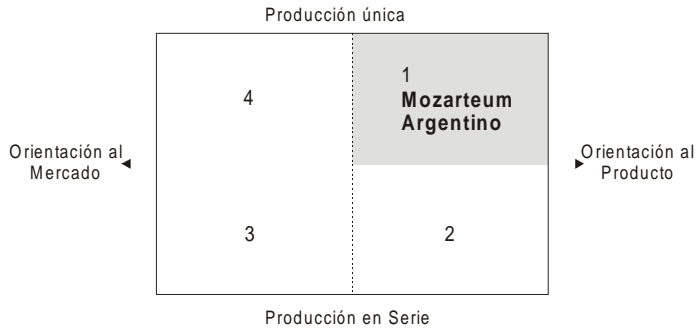 Producción única
1
4
Mozarteum
Argentino
Orientación al
Mercado
Orientación al
Producto
3
2
Producción en Serie